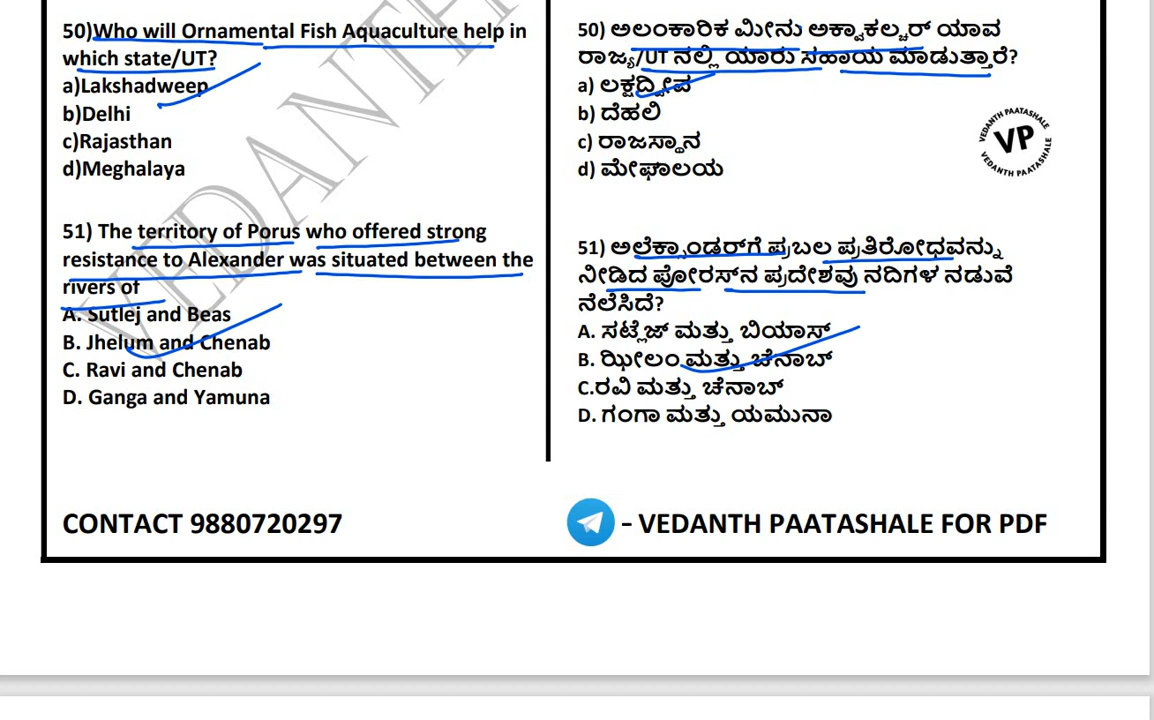 50)Who will Ornamental Fish Aquaculture help in
which state/UT?
a)Lakshadweep
b)Delhi
c)Rajasthan
d)Meghalaya
51) The territory of Porus who offered strong
resistance to Alexander was situated between the
rivers of
A. Sutlej and Beas
B. Jhelum and Chenab
C. Ravi and Chenab
D. Ganga and Yamuna
50) ಅಲಂಕಾರಿಕ ಮೀನು ಅಕ್ವಾಕಲ್ಚರ್ ಯಾವ
ರಾಜ್ಯ/UT ನಲ್ಲಿ ಯಾರು ಸಹಾಯ ಮಾಡುತ್ತಾರೆ?
a) ಲಕ್ಷದ್ವೀಪ
b) ದೆಹಲಿ
c) ರಾಜಸ್ಥಾನ
d) ಮೇಘಾಲಯ
VEDANTH PAATASHALE
VP
VEDANTH PAATASHALE
51) ಅಲೆಕ್ಸಾಂಡರ್‌ಗೆ ಪ್ರಬಲ ಪ್ರತಿರೋಧವನ್ನು
ನೀಡಿದ ಪೋರಸ್‌ನ ಪ್ರದೇಶವು ನದಿಗಳ ನಡುವೆ
ನೆಲೆಸಿದೆ?
A. ಸಟ್ಲೆಜ್ ಮತ್ತು ಬಿಯಾಸ್
B. ಝೀಲಂ ಮತ್ತು ಚೆನಾಬ್
C.ರವಿ ಮತ್ತು ಚೆನಾಬ್
D. ಗಂಗಾ ಮತ್ತು ಯಮುನಾ
VEDANTH
CONTACT 9880720297
– VEDANTH PAATASHALE FOR PDF